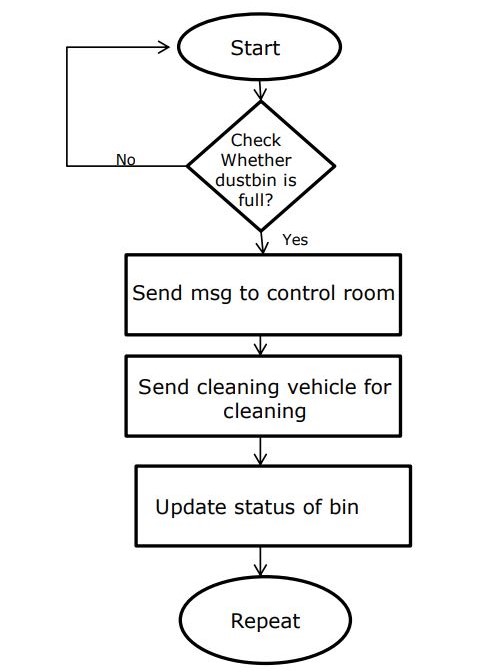 Start
Check
Whether
dustbin is
full?
No
Yes
Send msg to control room
Send cleaning vehicle for
cleaning
Update status of bin
Repeat